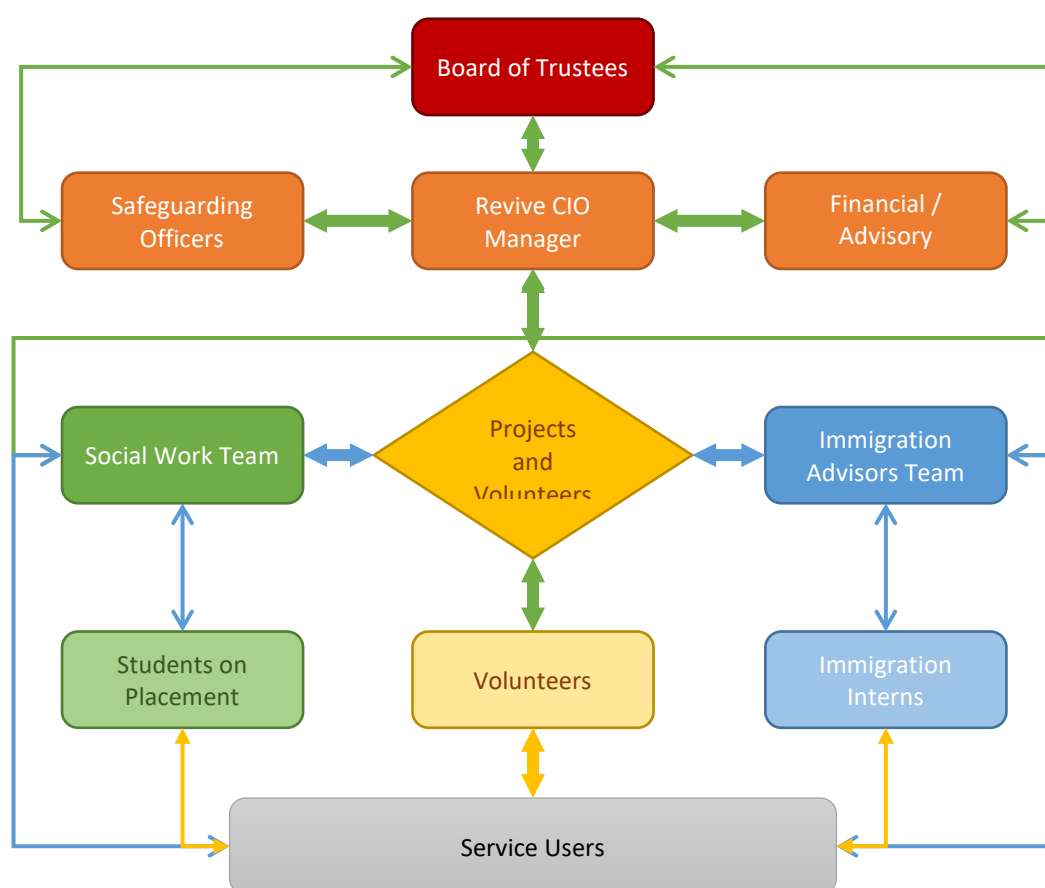 Board of Trustees
Safeguarding
Officers
Revive CIO
Manager
Financial /
Advisory
Social Work Team
Projects
and
Volunteers
Immigration
Advisors Team
Students on
Placement
Volunteers
Immigration
Interns
Service Users